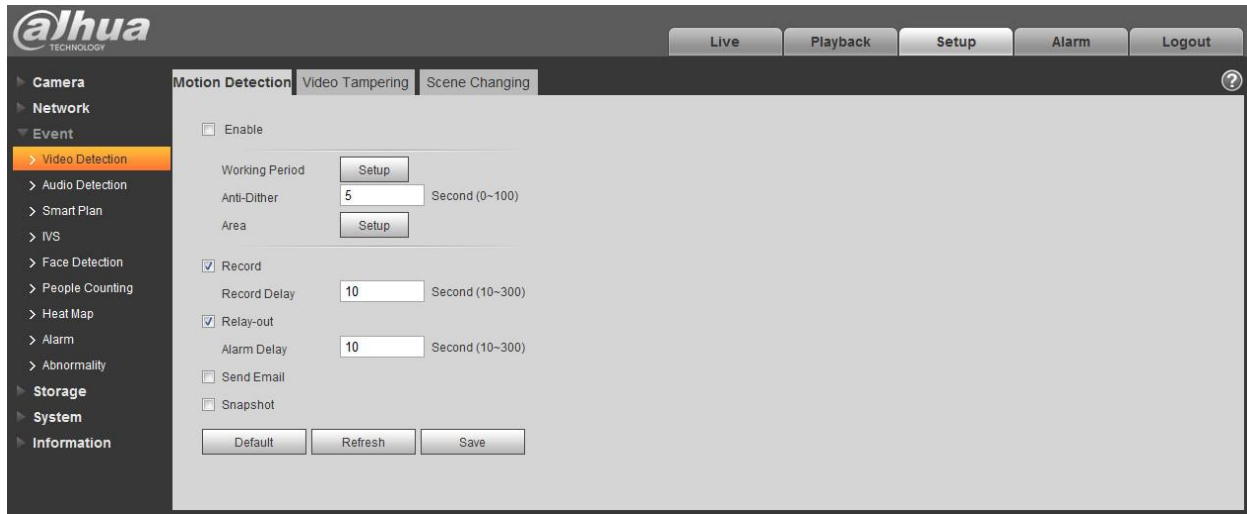 alhua
TECHNOLOGY
Live Playback Setup Alarm Logout
Camera
Network
Event
Video Detection
Audio Detection
Smart Plan
IVS
Face Detection
People Counting
Heat Map
Alarm
Abnormality
Storage
System
Information
Motion Detection Video Tampering Scene Changing
?
Enable
Working Period Setup
Anti-Dither 5 Second (0~100)
Area Setup
Record
Record Delay 10 Second (10~300)
Relay-out
Alarm Delay 10 Second (10~300)
Send Email
Snapshot
Default Refresh Save